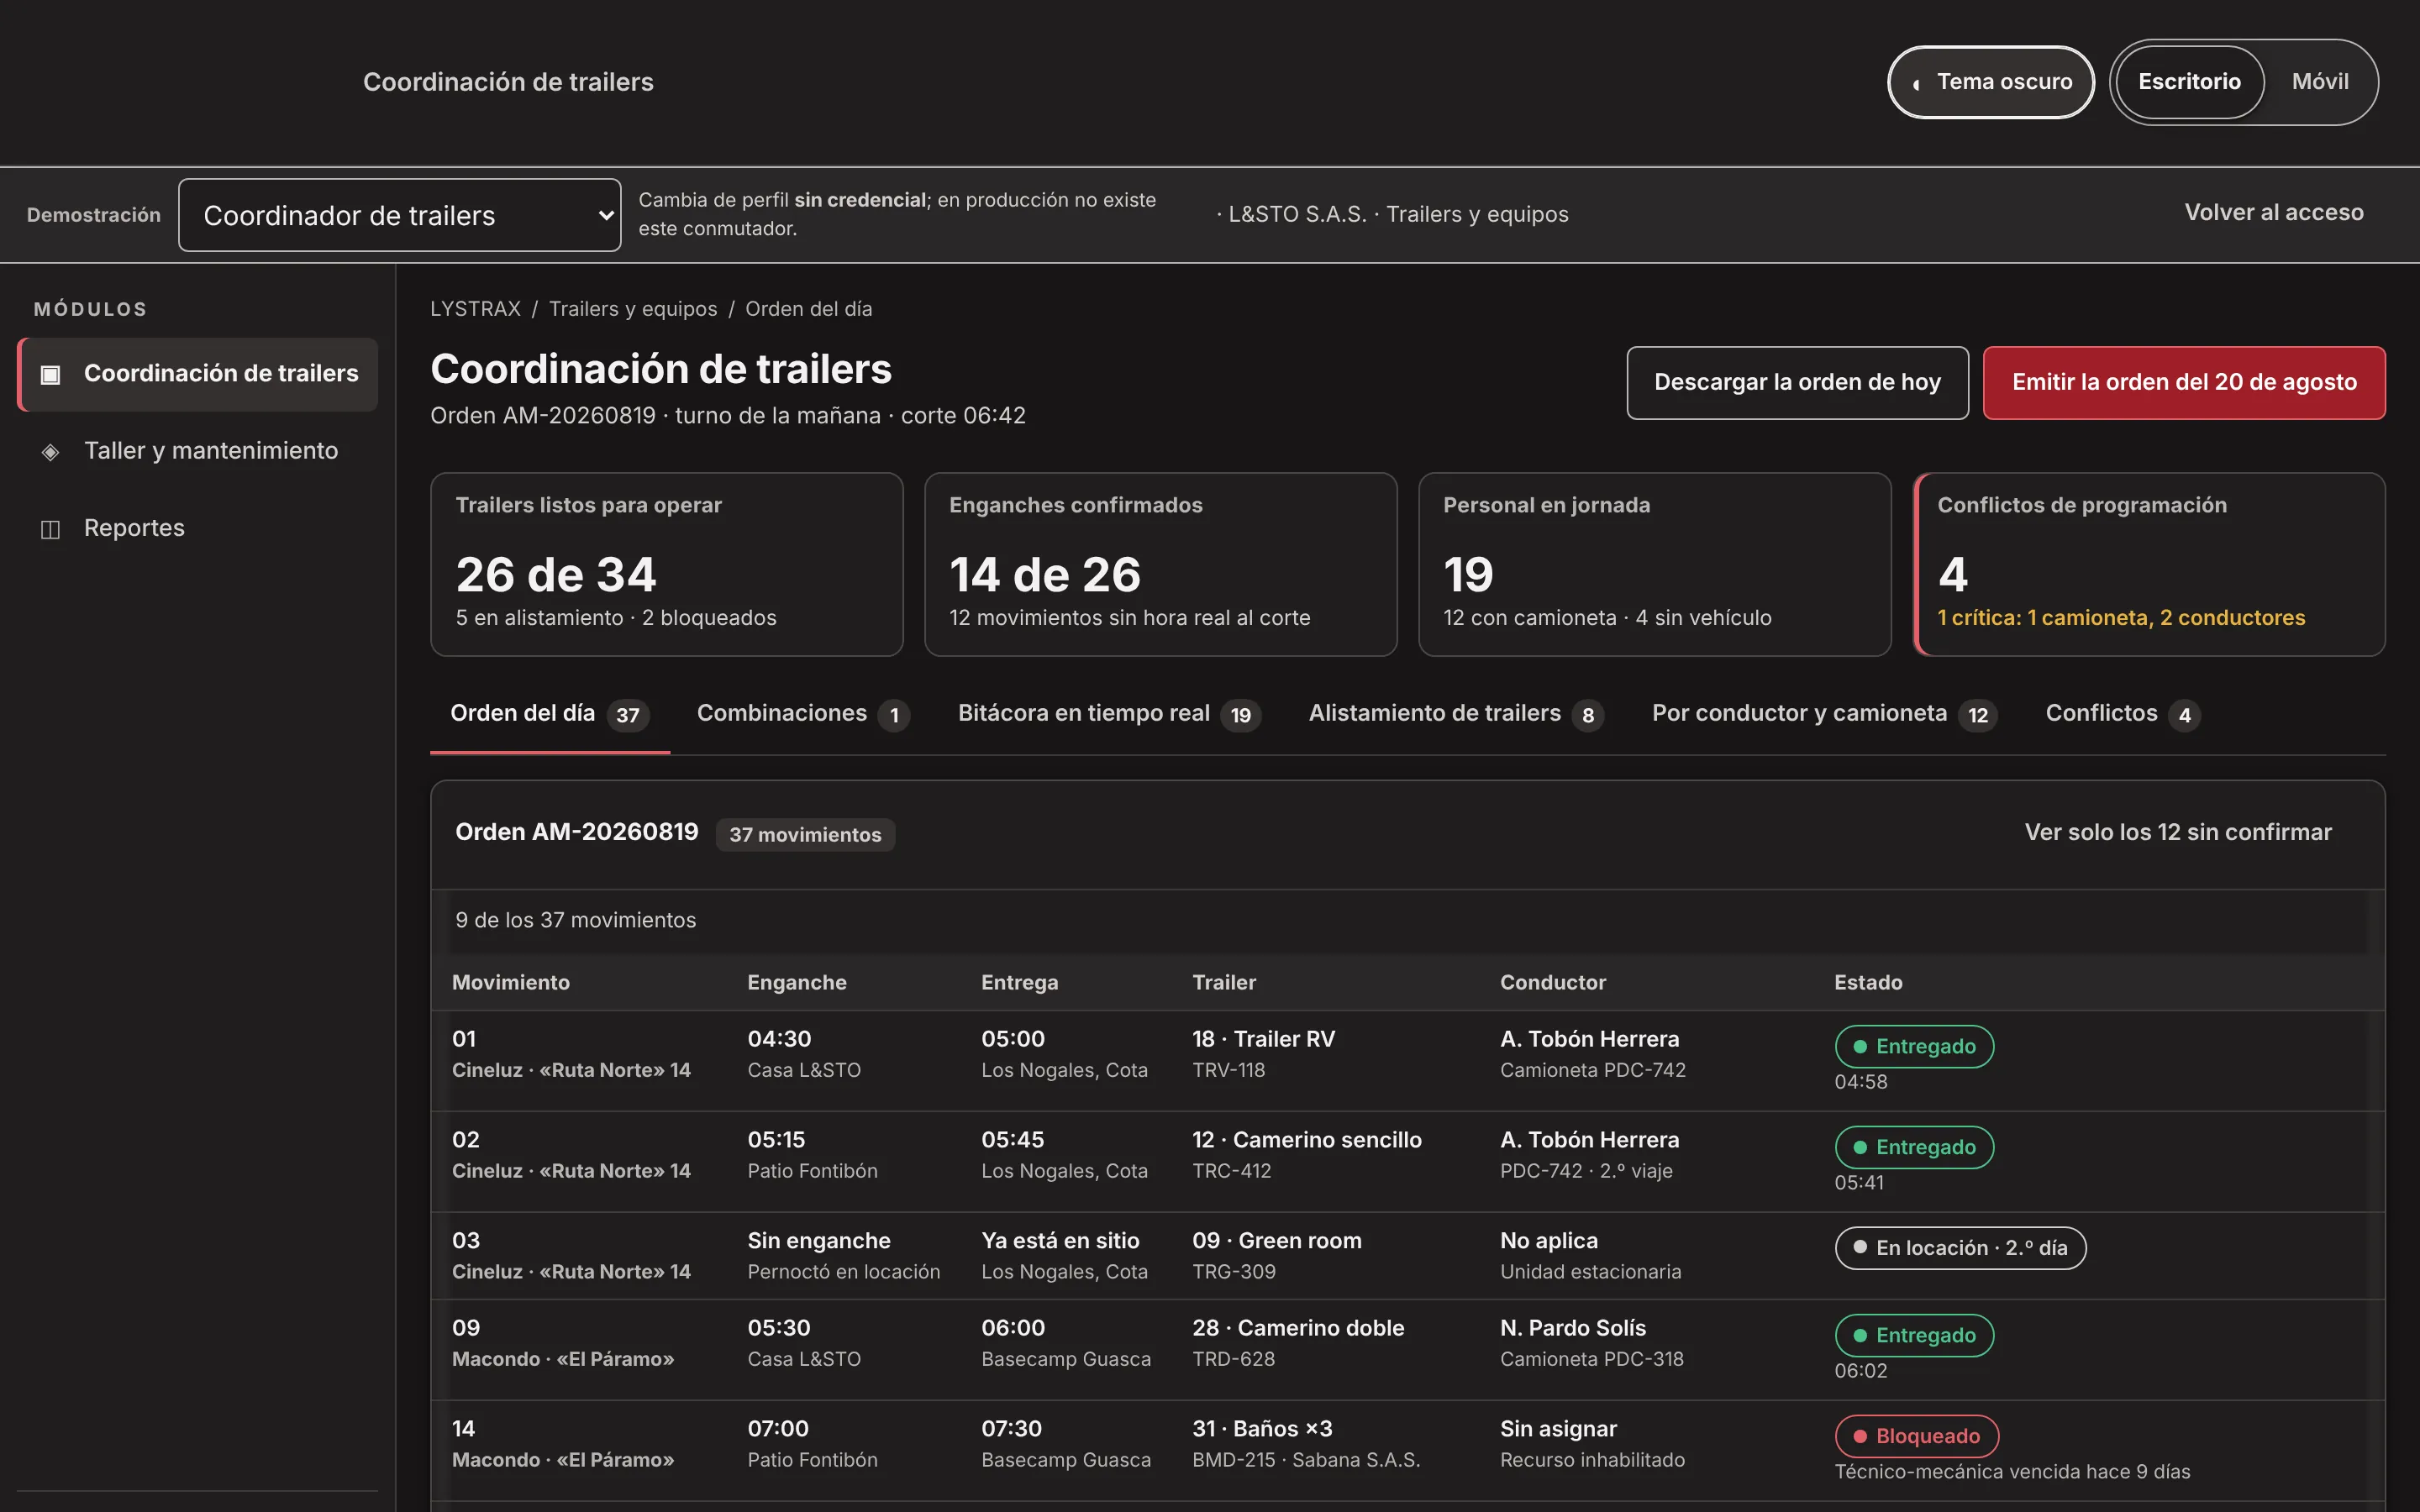 Coordinación de trailers
Tema oscuro
Escritorio
Móvil
Demostración
Coordinador de trailers
Cambia de perfil sin credencial; en producción no existe
este conmutador.
· L&STO S.A.S. · Trailers y equipos
Volver al acceso
MÓDULOS
Coordinación de trailers
Taller y mantenimiento
Reportes
LYSTRAX / Trailers y equipos / Orden del día
Coordinación de trailers
Orden AM-20260819 · turno de la mañana · corte 06:42
Descargar la orden de hoy
Emitir la orden del 20 de agosto
Trailers listos para operar
26 de 34
5 en alistamiento · 2 bloqueados
Enganches confirmados
14 de 26
12 movimientos sin hora real al corte
Personal en jornada
19
12 con camioneta · 4 sin vehículo
Conflictos de programación
4
1 crítica: 1 camioneta, 2 conductores
Orden del día 37
Combinaciones 1
Bitácora en tiempo real 19
Alistamiento de trailers 8
Por conductor y camioneta 12
Conflictos 4
Orden AM-20260819 37 movimientos
Ver solo los 12 sin confirmar
9 de los 37 movimientos
Movimiento Enganche Entrega Trailer Conductor Estado
01 04:30 05:00 18 · Trailer RV A. Tobón Herrera Entregado
Cineluz · «Ruta Norte» 14 Casa L&STO Los Nogales, Cota TRV-118 Camioneta PDC-742 04:58
02 05:15 05:45 12 · Camerino sencillo A. Tobón Herrera Entregado
Cineluz · «Ruta Norte» 14 Patio Fontibón Los Nogales, Cota TRC-412 PDC-742 · 2.º viaje 05:41
03 Sin enganche Ya está en sitio 09 · Green room No aplica En locación · 2.º día
Cineluz · «Ruta Norte» 14 Pernoctó en locación Los Nogales, Cota TRG-309 Unidad estacionaria
09 05:30 06:00 28 · Camerino doble N. Pardo Solís Entregado
Macondo · «El Páramo» Casa L&STO Basecamp Guasca TRD-628 Camioneta PDC-318 06:02
14 07:00 07:30 31 · Baños ×3 Sin asignar Bloqueado
Macondo · «El Páramo» Patio Fontibón Basecamp Guasca BMD-215 · Sabana S.A.S. Recurso inhabilitado Técnico-mecánica vencida hace 9 días